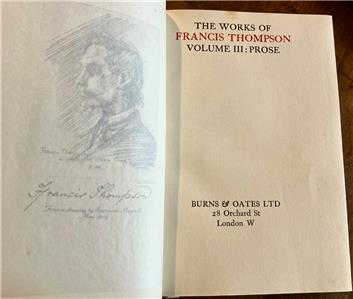 Francis Thompson
THE WORKS OF
FRANCIS THOMPSON
VOLUME III : PROSE
BURNS & OATES LTD
28 Orchard St
London W